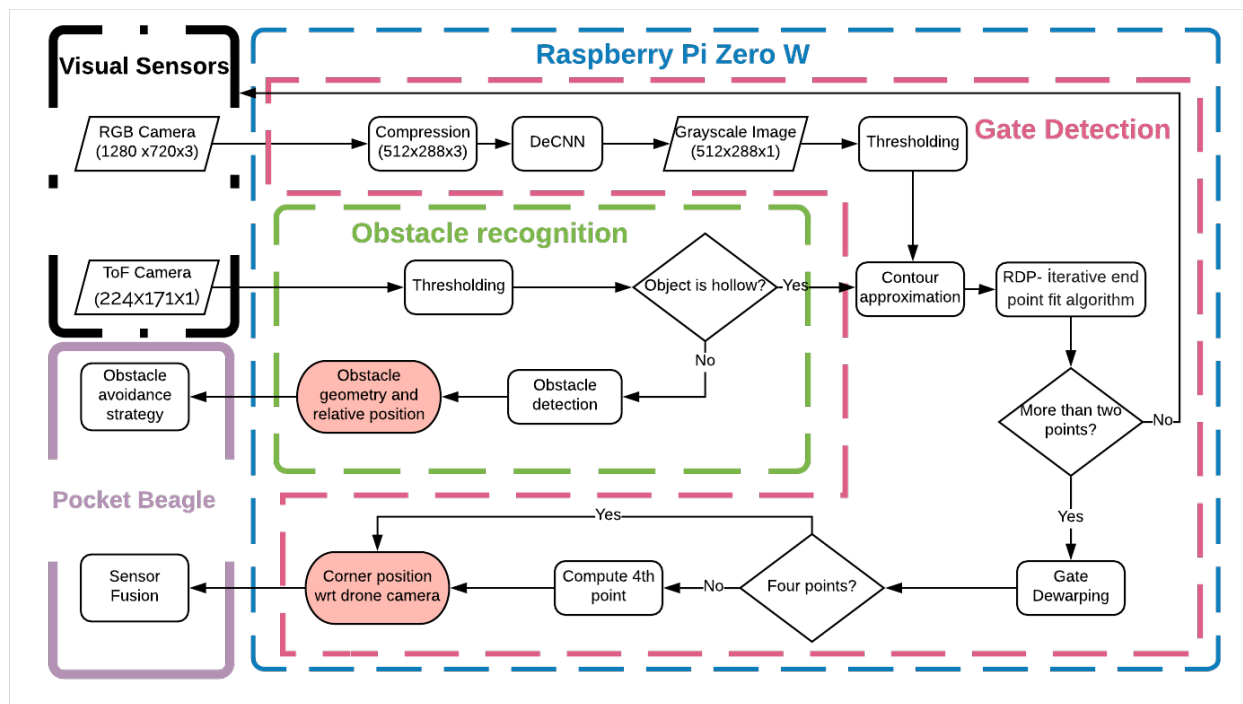 Raspberry Pi Zero W
Visual Sensors
Gate Detection
RGB Camera
(1280 x720x3)
Compression
(512x288x3)
DeCNN
Grayscale Image
(512x288x1)
Thresholding
Obstacle recognition
ToF Camera
(224x171x1)
Thresholding
Object is hollow?
Yes
Contour
approximation
RDP- iterative end
point fit algorithm
No
Obstacle
avoidance
strategy
Obstacle
geometry and
relative position
Obstacle
detection
More than two
points?
No
Pocket Beagle
Yes
Yes
Sensor
Fusion
Corner position
wrt drone camera
Compute 4th
point
No
Four points?
Gate
Dewarping